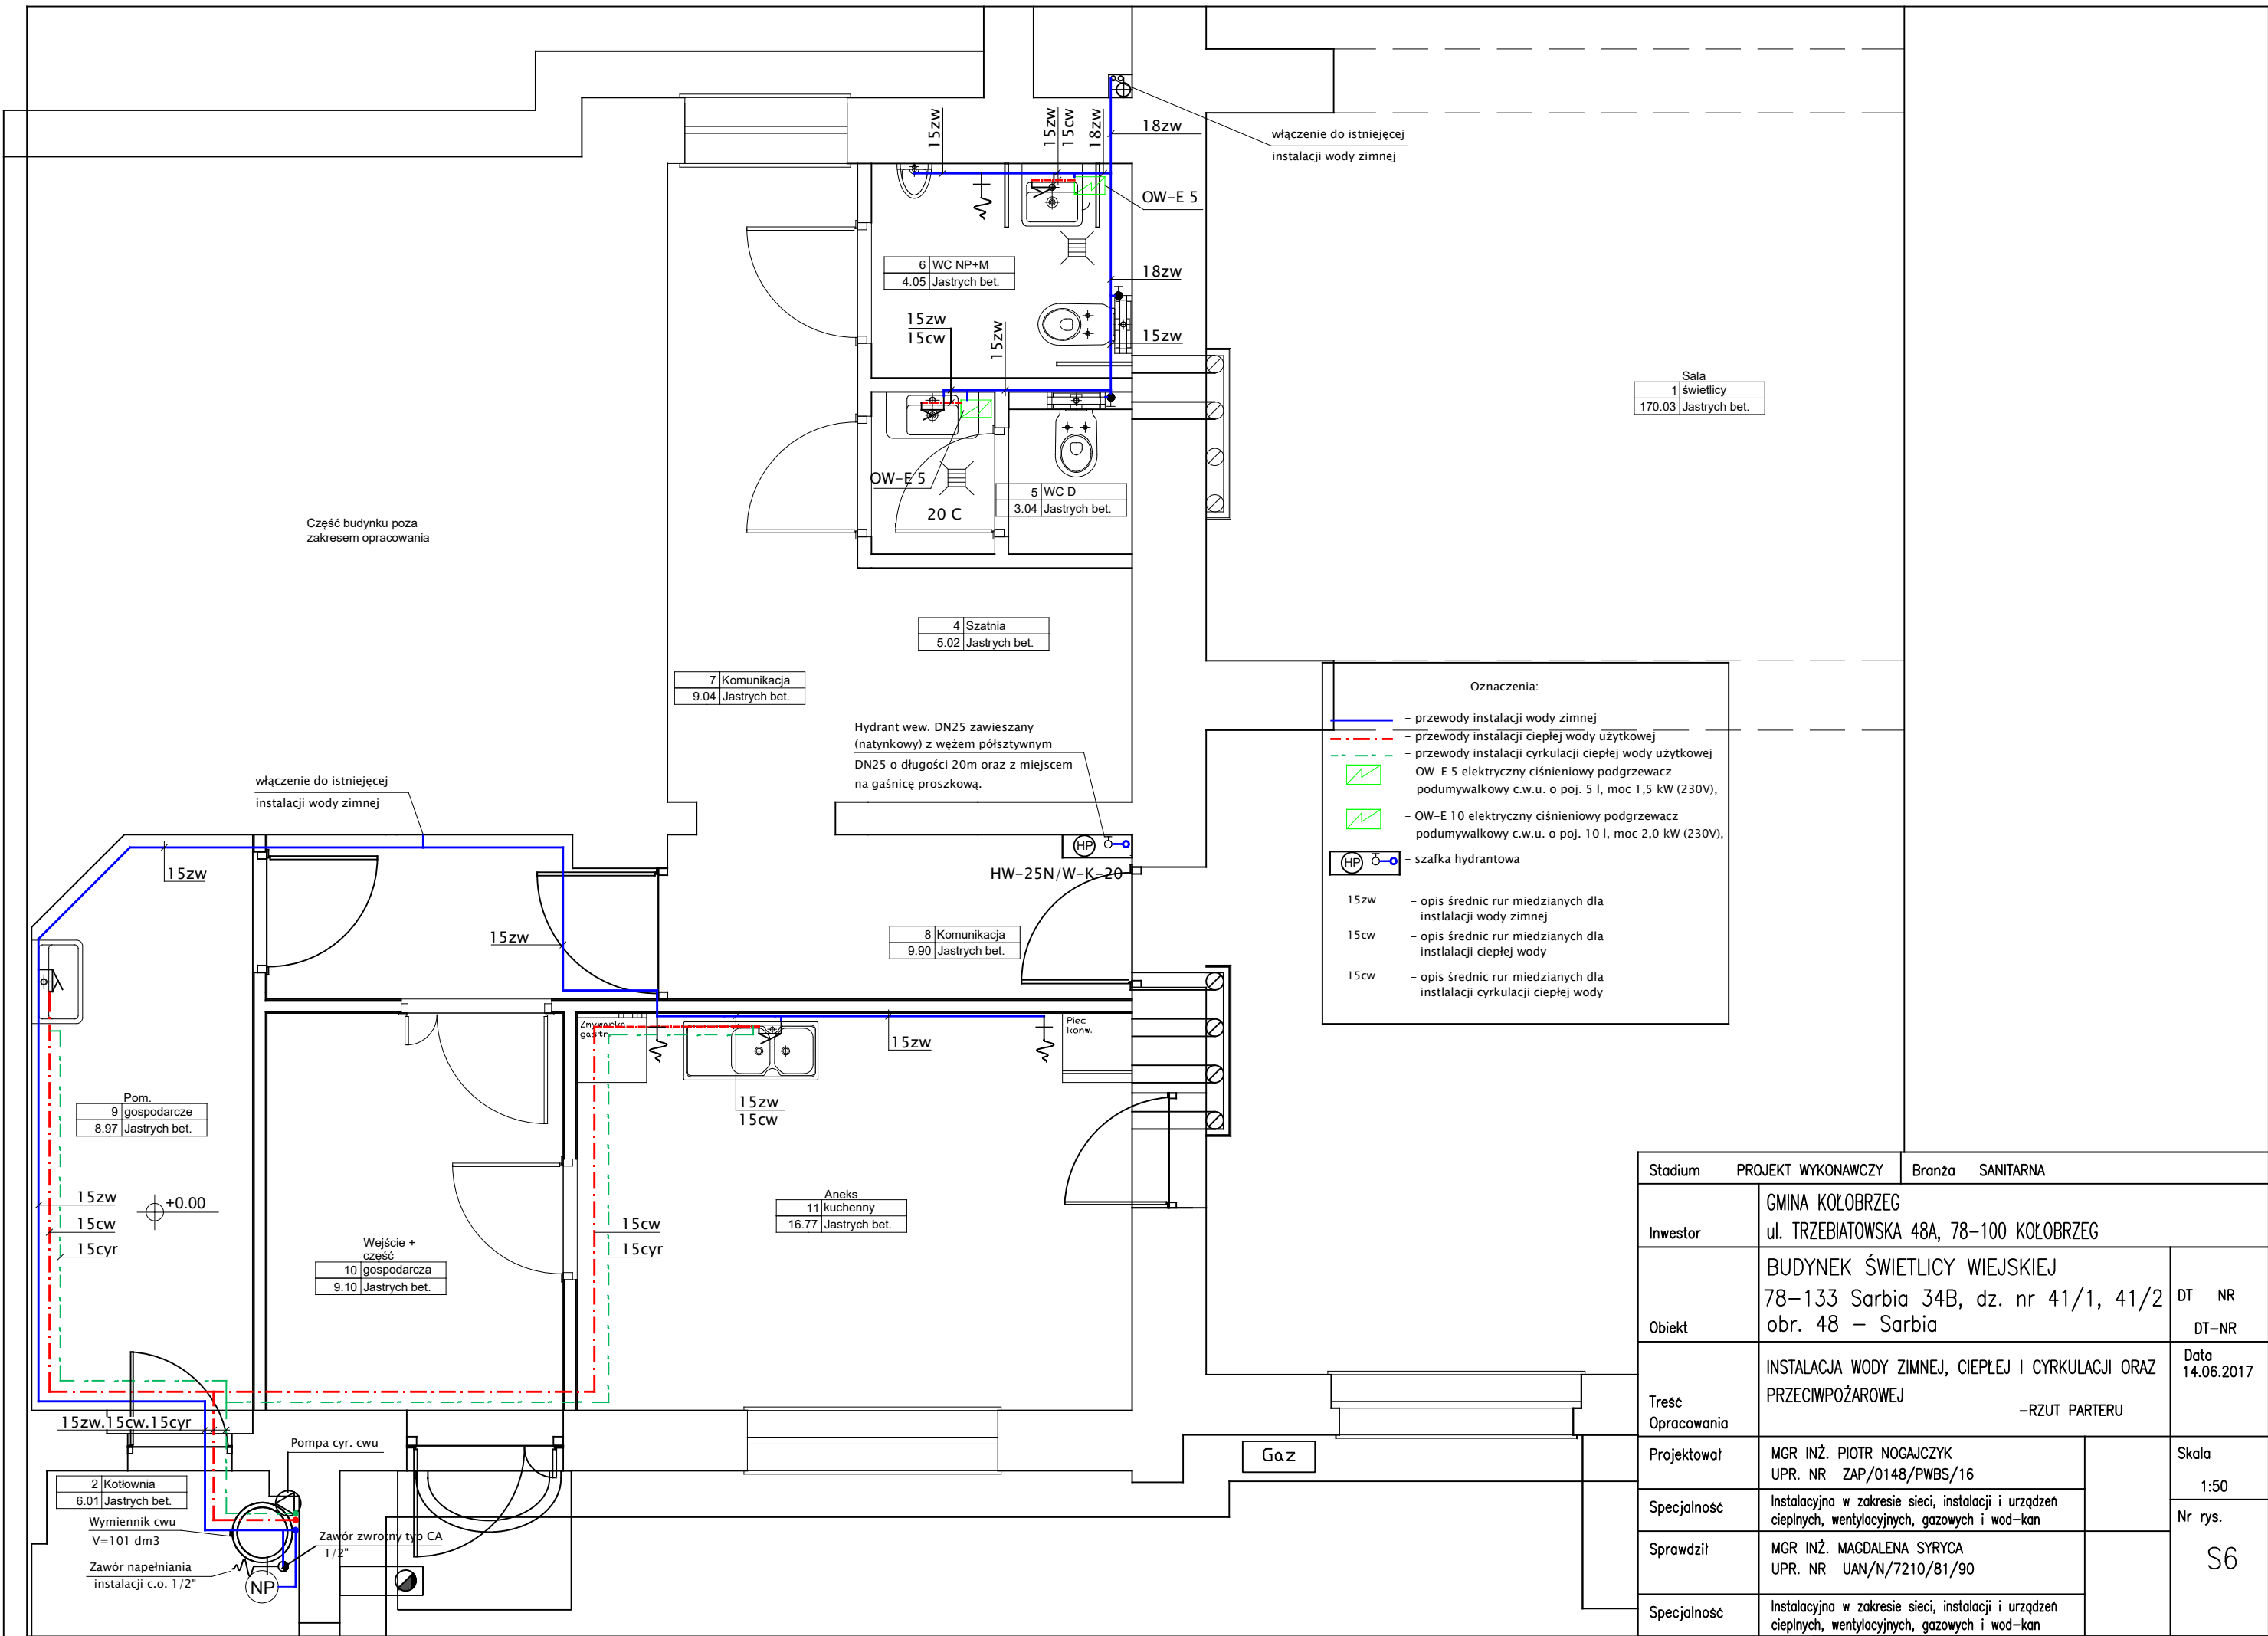 15zw
15zw
15cw
18zw
18zw
włączenie do istniejęcej
instalacji wody zimnej
OW-E 5
6 WC NP+M
4.05 Jastrych bet.
18zw
15zw
15cw
15zw
15zw
Sala
1 świetlicy
170.03 Jastrych bet.
OW-E 5
20 C
5 WC D
3.04 Jastrych bet.
Część budynku poza
zakresem opracowania
4 Szatnia
5.02 Jastrych bet.
7 Komunikacja
9.04 Jastrych bet.
Hydrant wew. DN25 zawieszany
(natynkowy) z wężem półsztywnym
DN25 o długości 20m oraz z miejscem
na gaśnicę proszkową.
włączenie do istniejęcej
instalacji wody zimnej
15zw
HP
HW-25N/W-K-20
15zw
8 Komunikacja
9.90 Jastrych bet.
Oznaczenia:
- przewody instalacji wody zimnej
- przewody instalacji ciepłej wody użytkowej
- przewody instalacji cyrkulacji ciepłej wody użytkowej
- OW-E 5 elektryczny ciśnieniowy podgrzewacz
podumywalkowy c.w.u. o poj. 5 l, moc 1,5 kW (230V),
- OW-E 10 elektryczny ciśnieniowy podgrzewacz
podumywalkowy c.w.u. o poj. 10 l, moc 2,0 kW (230V),
HP - szafka hydrantowa
15zw - opis średnic rur miedzianych dla
instlalacji wody zimnej
15cw - opis średnic rur miedzianych dla
instlalacji ciepłej wody
15cw - opis średnic rur miedzianych dla
instlalacji cyrkulacji ciepłej wody
Zmywarka
gastr.
Piec
konw.
15zw
15zw
15cw
Pom.
9 gospodarcze
8.97 Jastrych bet.
15zw
15cw
15cyr
+0.00
Wejście +
część
10 gospodarcza
9.10 Jastrych bet.
15cw
15cyr
Aneks
11 kuchenny
16.77 Jastrych bet.
15zw.15cw.15cyr
Pompa cyr. cwu
2 Kotłownia
6.01 Jastrych bet.
Wymiennik cwu
V=101 dm3
Zawór napełniania
instalacji c.o. 1/2"
NP
Zawór zwrotny typ CA
1/2"
Gaz
Stadium PROJEKT WYKONAWCZY Branża SANITARNA
Inwestor
GMINA KOŁOBRZEG
ul. TRZEBIATOWSKA 48A, 78-100 KOŁOBRZEG
Obiekt
BUDYNEK ŚWIETLICY WIEJSKIEJ
78-133 Sarbia 34B, dz. nr 41/1, 41/2
obr. 48 - Sarbia
DT NR
DT-NR
Treść
Opracowania
INSTALACJA WODY ZIMNEJ, CIEPŁEJ I CYRKULACJI ORAZ
PRZECIWPOŻAROWEJ
-RZUT PARTERU
Data
14.06.2017
Projektował
MGR INŻ. PIOTR NOGAJCZYK
UPR. NR ZAP/0148/PWBS/16
Skala
1:50
Specjalność
Instalacyjna w zakresie sieci, instalacji i urządzeń
cieplnych, wentylacyjnych, gazowych i wod-kan
Nr rys.
S6
Sprawdził
MGR INŻ. MAGDALENA SYRYCA
UPR. NR UAN/N/7210/81/90
Specjalność
Instalacyjna w zakresie sieci, instalacji i urządzeń
cieplnych, wentylacyjnych, gazowych i wod-kan